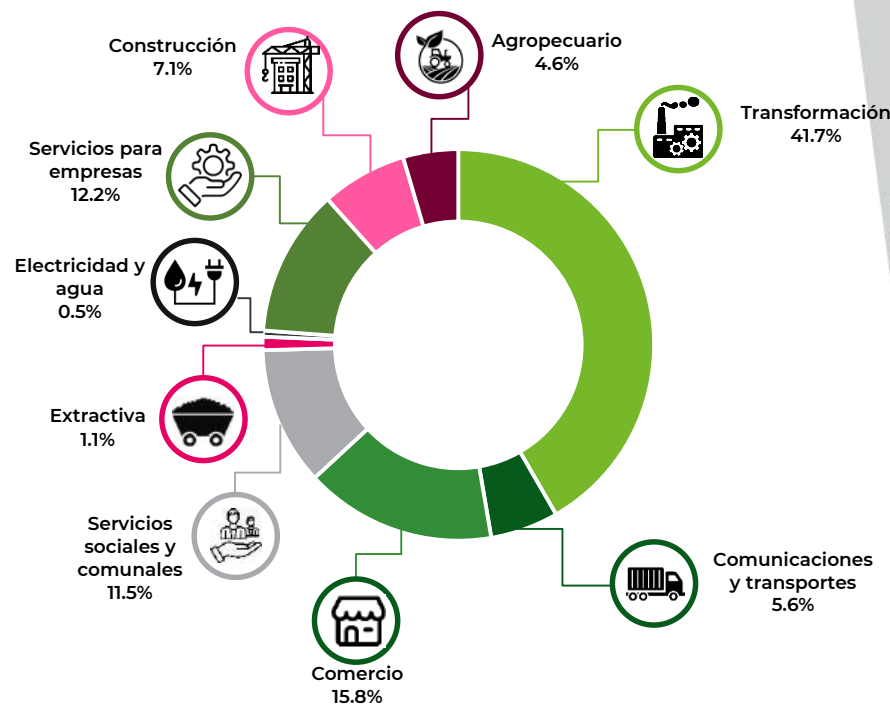 Construcción
7.1%
Agropecuario
4.6%
Transformación
41.7%
Servicios para
empresas
12.2%
Electricidad y
agua
0.5%
Extractiva
1.1%
Servicios
sociales y
comunales
11.5%
Comercio
15.8%
Comunicaciones
y transportes
5.6%